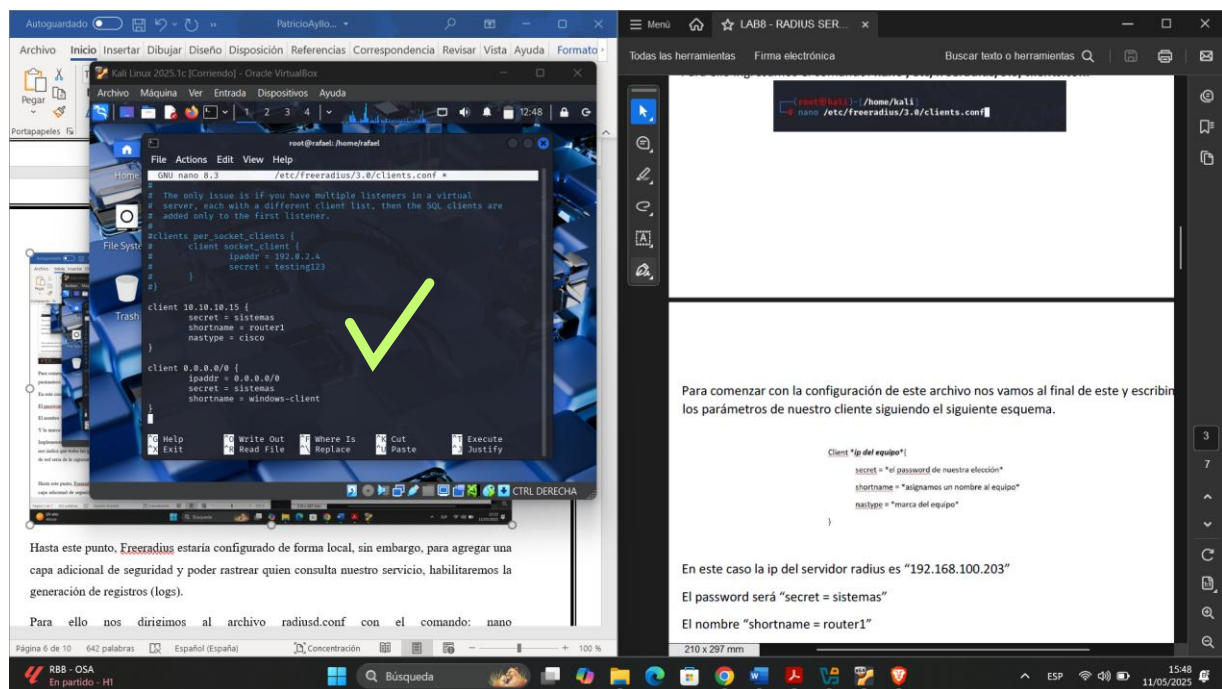 Autoguardado
PatricioAyllo...
Archivo Inicio Insertar Dibujar Diseño Disposición Referencias Correspondencia Revisar Vista Ayuda Formato
Pegar
Portapapeles
Kali Linux 2025.1c [Corriendo] - Oracle VirtualBox
Archivo Máquina Ver Entrada Dispositivos Ayuda
1 2 3 4
12:48
Home
File Syste
Trash
root@rafael: /home/rafael
File Actions Edit View Help
GNU nano 8.3 /etc/freeradius/3.0/clients.conf *
#
# The only issue is if you have multiple listeners in a virtual
# server, each with a different client list, then the SQL clients are
# added only to the first listener.
#
#clients per_socket_clients {
# client socket_client {
# ipaddr = 192.0.2.4
# secret = testing123
# }
#}
client 10.10.10.15 {
secret = sistemas
shortname = router1
nastype = cisco
}
client 0.0.0.0/0 {
ipaddr = 0.0.0.0/0
secret = sistemas
shortname = windows-client
}
^G Help ^O Write Out ^F Where Is ^K Cut ^T Execute
^X Exit ^R Read File ^\ Replace ^U Paste ^J Justify
CTRL DERECHA
Hasta este punto, Freeradius estaría configurado de forma local, sin embargo, para agregar una
capa adicional de seguridad y poder rastrear quien consulta nuestro servicio, habilitaremos la
generación de registros (logs).
Para ello nos dirigimos al archivo radiusd.conf con el comando: nano
Página 6 de 10 642 palabras Español (España) Concentración 100 %
Menú LAB8 - RADIUS SER...
Todas las herramientas Firma electrónica Buscar texto o herramientas
(root@kali)-[/home/kali]
# nano /etc/freeradius/3.0/clients.conf
Para comenzar con la configuración de este archivo nos vamos al final de este y escribin
los parámetros de nuestro cliente siguiendo el siguiente esquema.
Client *ip del equipo*{
secret = *el password de nuestra elección*
shortname = *asignamos un nombre al equipo*
nastype = *marca del equipo*
}
En este caso la ip del servidor radius es “192.168.100.203”
El password será “secret = sistemas”
El nombre “shortname = router1”
210 x 297 mm
3
7
RBB - OSA
En partido - H1
Búsqueda
ESP
15:48
11/05/2025